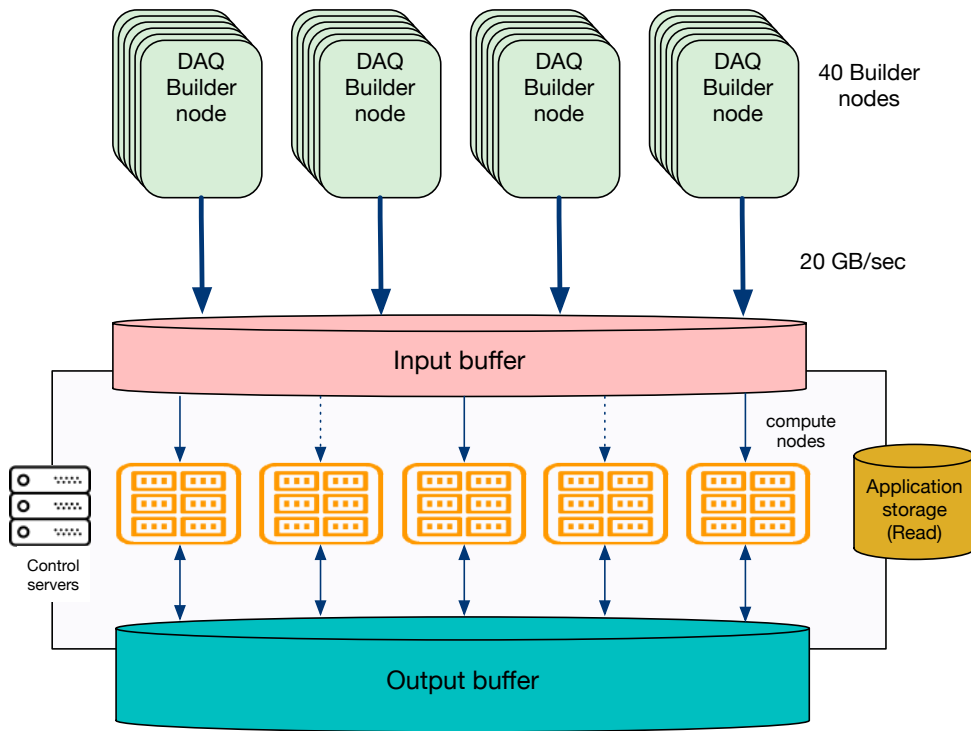 DAQ
Builder
node
DAQ
Builder
node
DAQ
Builder
node
DAQ
Builder
node
40 Builder
nodes
20 GB/sec
Input buffer
compute
nodes
Application
storage
(Read)
Control
servers
Output buffer